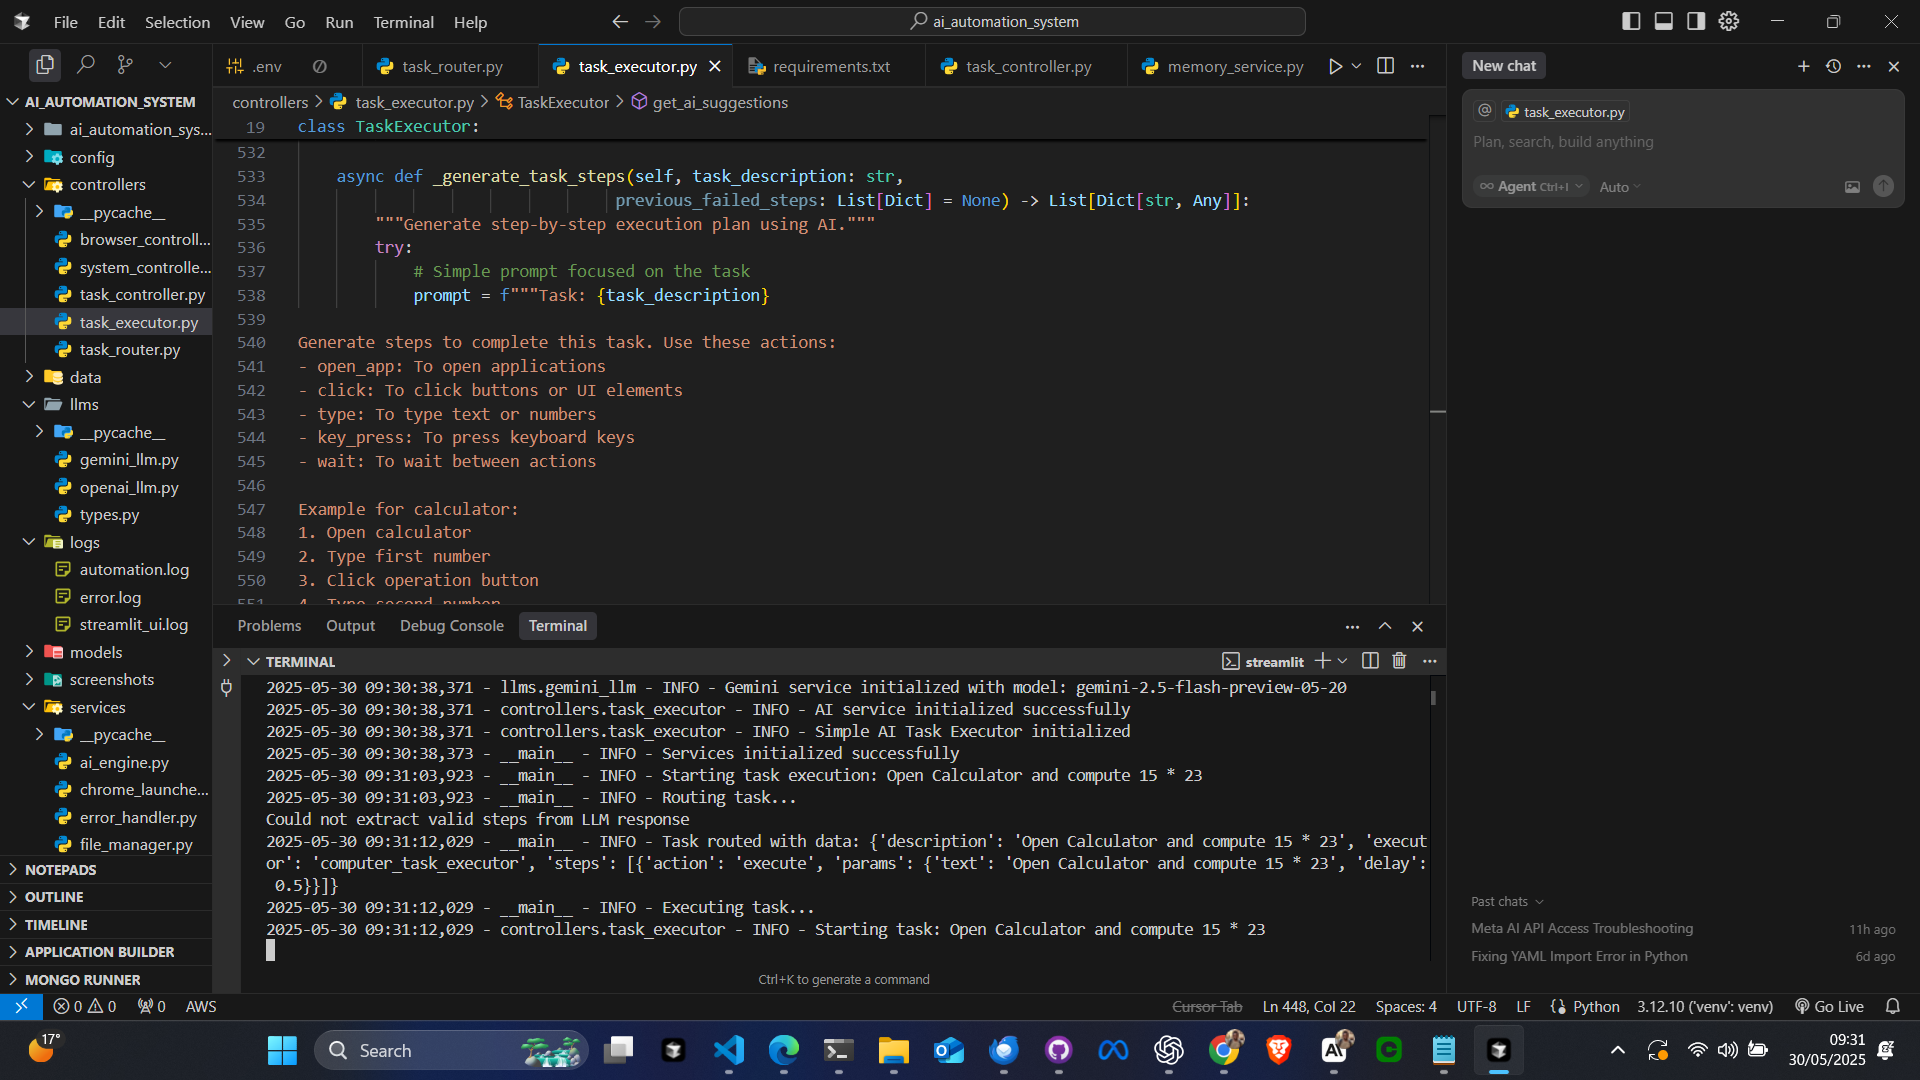 File Edit Selection View Go Run Terminal Help
ai_automation_system
.env
task_router.py
task_executor.py
requirements.txt
task_controller.py
memory_service.py
controllers > task_executor.py > TaskExecutor > get_ai_suggestions
AI_AUTOMATION_SYSTEM
ai_automation_sys...
config
controllers
__pycache__
browser_controll...
system_controlle...
task_controller.py
task_executor.py
task_router.py
data
llms
__pycache__
gemini_llm.py
openai_llm.py
types.py
logs
automation.log
error.log
streamlit_ui.log
models
screenshots
services
__pycache__
ai_engine.py
chrome_launche...
error_handler.py
file_manager.py
NOTEPADS
OUTLINE
TIMELINE
APPLICATION BUILDER
MONGO RUNNER
19 class TaskExecutor:
532
533 async def _generate_task_steps(self, task_description: str,
534 previous_failed_steps: List[Dict] = None) -> List[Dict[str, Any]]:
535 """Generate step-by-step execution plan using AI."""
536 try:
537 # Simple prompt focused on the task
538 prompt = f"""Task: {task_description}
539
540 Generate steps to complete this task. Use these actions:
541 - open_app: To open applications
542 - click: To click buttons or UI elements
543 - type: To type text or numbers
544 - key_press: To press keyboard keys
545 - wait: To wait between actions
546
547 Example for calculator:
548 1. Open calculator
549 2. Type first number
550 3. Click operation button
551 4. Type second number
Problems Output Debug Console Terminal
TERMINAL
streamlit
2025-05-30 09:30:38,371 - llms.gemini_llm - INFO - Gemini service initialized with model: gemini-2.5-flash-preview-05-20
2025-05-30 09:30:38,371 - controllers.task_executor - INFO - AI service initialized successfully
2025-05-30 09:30:38,371 - controllers.task_executor - INFO - Simple AI Task Executor initialized
2025-05-30 09:30:38,373 - __main__ - INFO - Services initialized successfully
2025-05-30 09:31:03,923 - __main__ - INFO - Starting task execution: Open Calculator and compute 15 * 23
2025-05-30 09:31:03,923 - __main__ - INFO - Routing task...
Could not extract valid steps from LLM response
2025-05-30 09:31:12,029 - __main__ - INFO - Task routed with data: {'description': 'Open Calculator and compute 15 * 23', 'execut
or': 'computer_task_executor', 'steps': [{'action': 'execute', 'params': {'text': 'Open Calculator and compute 15 * 23', 'delay':
0.5}}]}
2025-05-30 09:31:12,029 - __main__ - INFO - Executing task...
2025-05-30 09:31:12,029 - controllers.task_executor - INFO - Starting task: Open Calculator and compute 15 * 23
Ctrl+K to generate a command
New chat
@ task_executor.py
Plan, search, build anything
∞ Agent Ctrl+I
Auto
Past chats
Meta AI API Access Troubleshooting 11h ago
Fixing YAML Import Error in Python 6d ago
0 0 0 AWS
Cursor Tab Ln 448, Col 22 Spaces: 4 UTF-8 LF {} Python 3.12.10 ('venv': venv) Go Live
17°
Search
09:31
30/05/2025